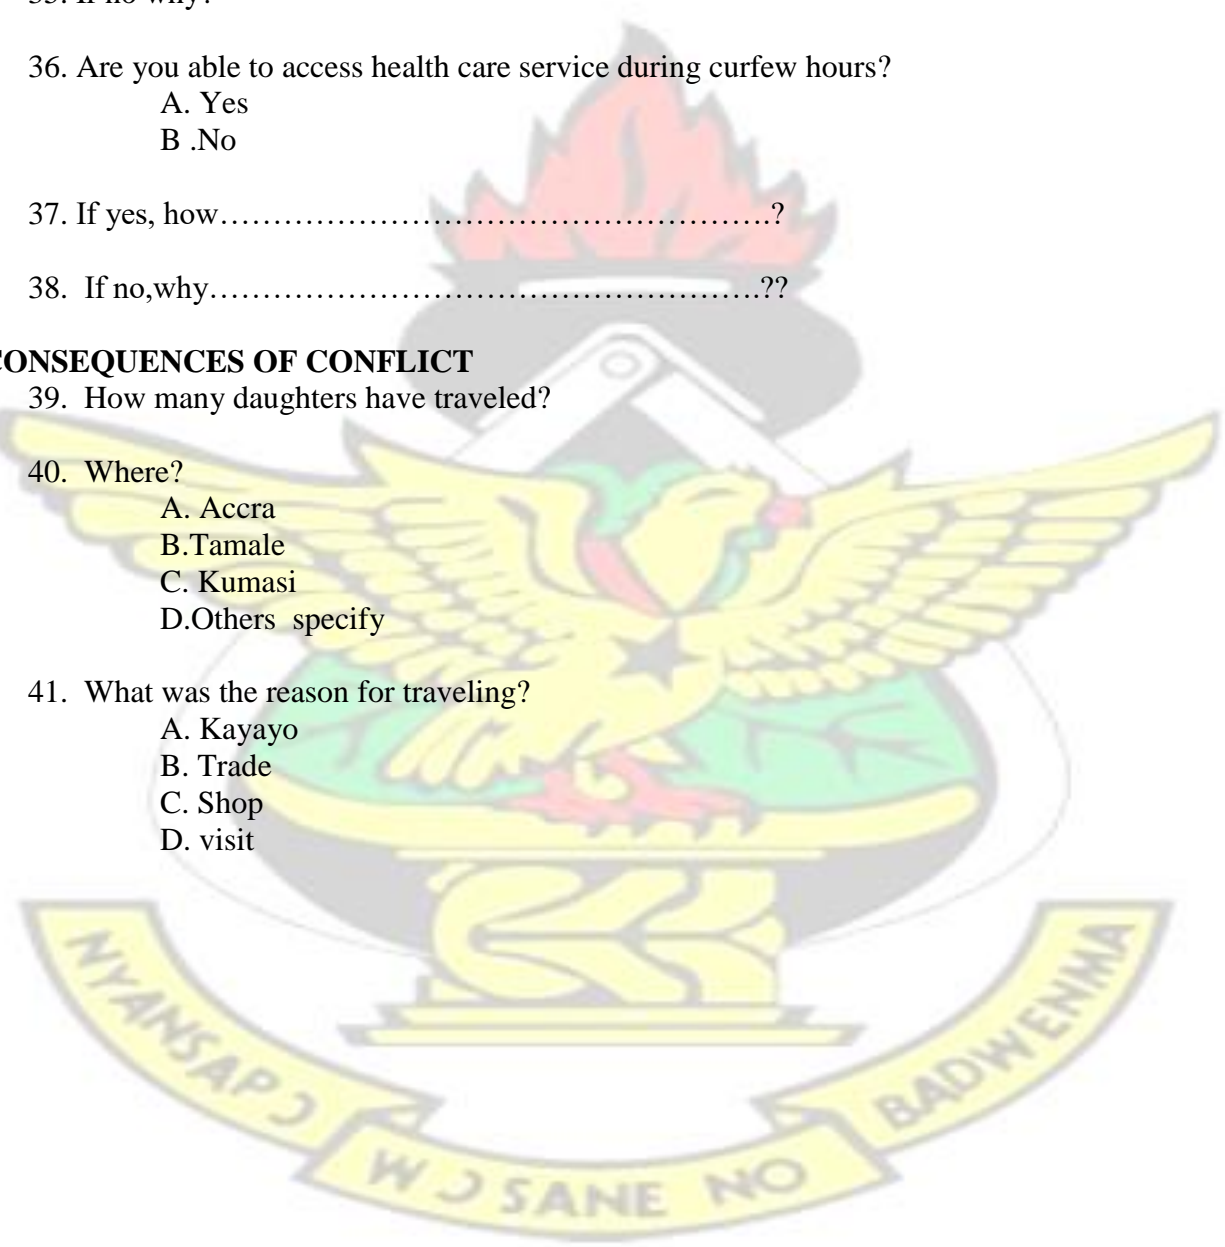 36. Are you able to access health care service during curfew hours?
A. Yes
B .No
37. If yes, how…………………………………………….?
38. If no,why…………………………………………….??
CONSEQUENCES OF CONFLICT
39. How many daughters have traveled?
40. Where?
A. Accra
B.Tamale
C. Kumasi
D.Others specify
41. What was the reason for traveling?
A. Kayayo
B. Trade
C. Shop
D. visit
NYANSAPƆ
WƆSANE NO
BADWENMA